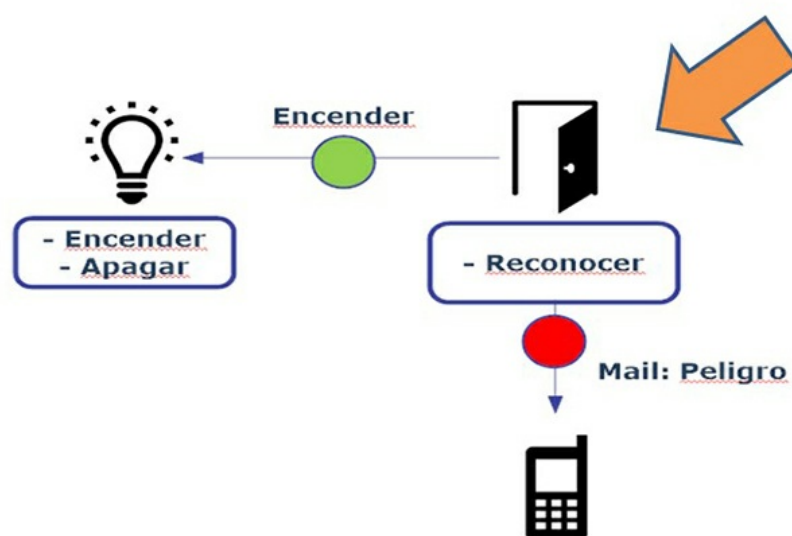 Encender
- Encender
- Apagar
- Reconocer
Mail: Peligro